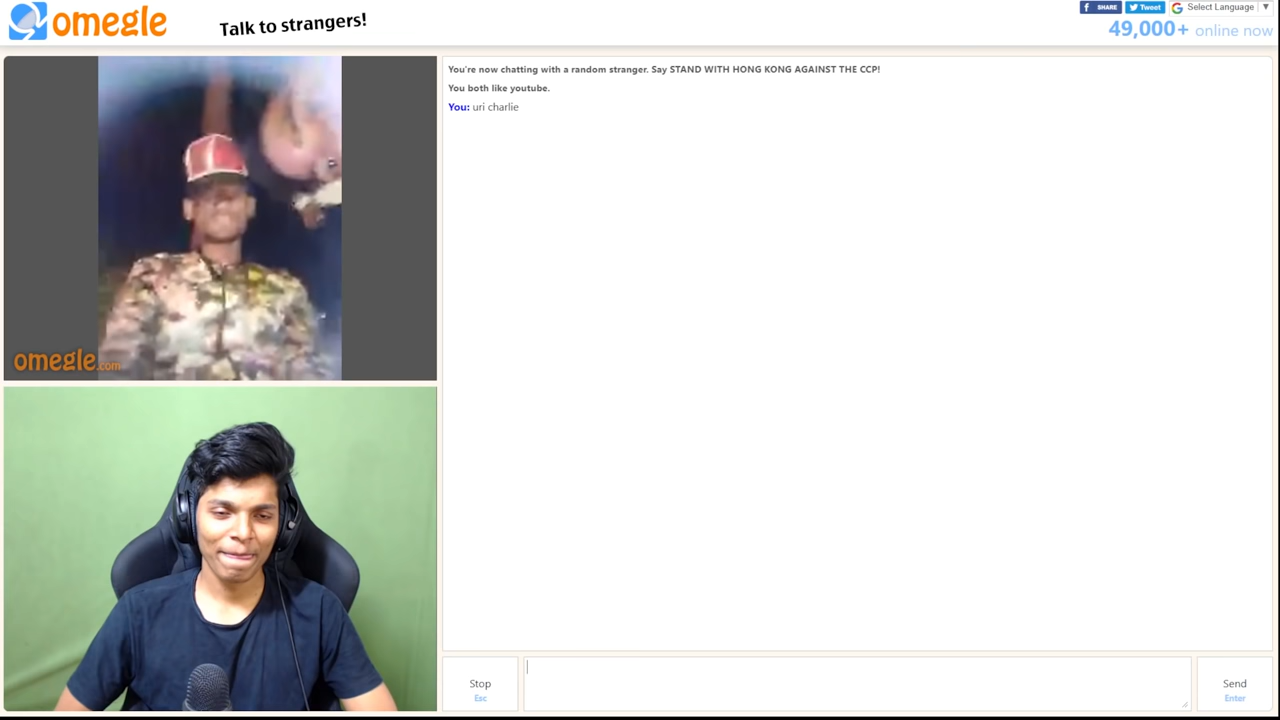 omegle
Talk to strangers!
SHARE
Tweet
Select Language ▼
49,000+ online now
You're now chatting with a random stranger. Say STAND WITH HONG KONG AGAINST THE CCP!
You both like youtube.
You: uri charlie
omegle.com
Stop
Esc
Send
Enter